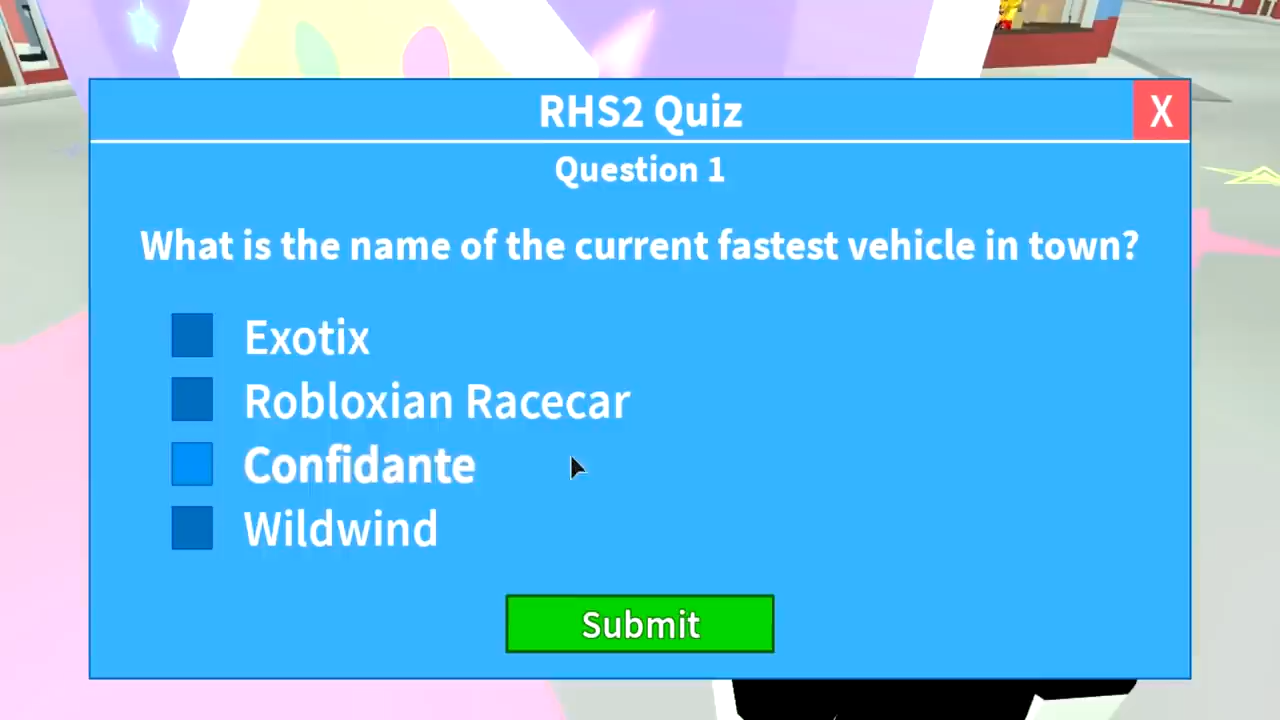 RHS2 Quiz
X
Question 1
What is the name of the current fastest vehicle in town?
Exotix
Robloxian Racecar
Confidante
Wildwind
Submit